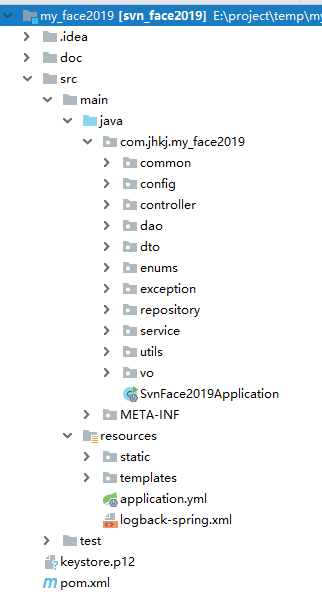 my_face2019 [svn_face2019] E:\project\temp\my
.idea
doc
src
main
java
com.jhkj.my_face2019
common
config
controller
dao
dto
enums
exception
repository
service
utils
vo
SvnFace2019Application
META-INF
resources
static
templates
application.yml
logback-spring.xml
test
keystore.p12
pom.xml